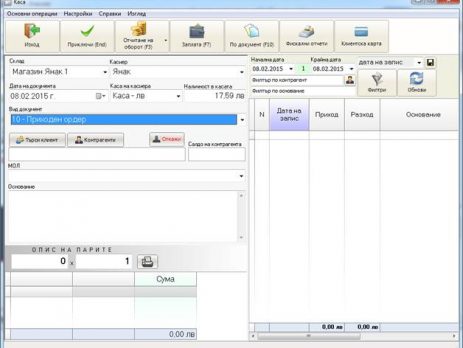 Каса
Основни операции Настройки Справки Изглед
Изход
Приключи (End)
Отчитане на оборот (F5)
Заплата (F7)
По документ (F10)
Фискални отчети
Клиентска карта
Склад
Касиер
Магазин Янак 1
Янак
Дата на документа
Каса на касиера
Наличност в касата
08.02.2015 г.
Каса - лв
17,59 лв
Вид документ
10 - Приходен ордер
Търси клиент
Контрагенти
Откажи
Салдо на контрагента
МОЛ
Основание
ОПИС НА ПАРИТЕ
0 x 1
Сума
0,00 лв
Начална дата
Крайна дата
дата на запис
08.02.2015
1
08.02.2015
Филтър по контрагент
Филтър по основание
Филтри
Обнови
N
Дата на запис
Приход
Разход
Основание
0,00 лв 0,00 лв